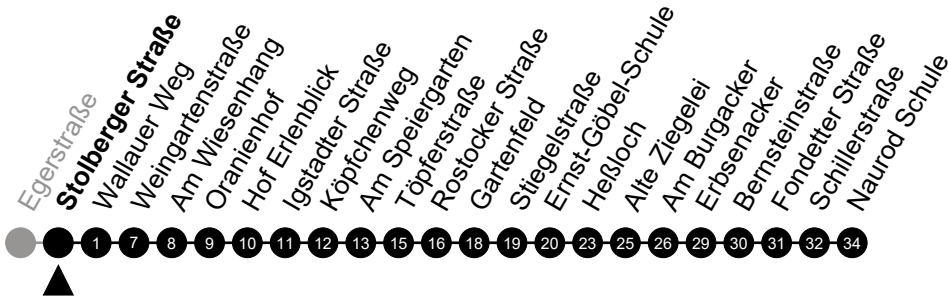 Egerstraße
Stolberger Straße
Wallauer Weg
Weingartenstraße
Am Wiesenhang
Oranienhof
Hof Erlenblick
Igstadter Straße
Köpfchenweg
Am Speiergarten
Töpferstraße
Rostocker Straße
Gartenfeld
Stiegelstraße
Ernst-Göbel-Schule
Heßloch
Alte Ziegelei
Am Burgacker
Erbsenacker
Bernsteinstraße
Fondetter Straße
Schillerstraße
Naurod Schule
1 7 8 9 10 11 12 13 15 16 18 19 20 23 25 26 29 30 31 32 34